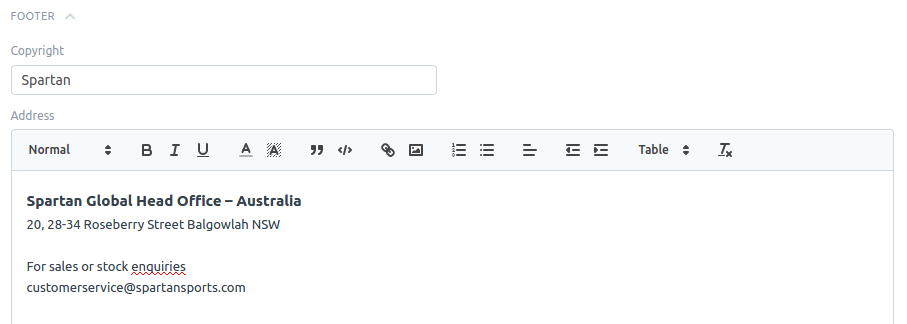 FOOTER
Copyright
Spartan
Address
Normal B I U A A Table Tx
Spartan Global Head Office – Australia
20, 28-34 Roseberry Street Balgowlah NSW
For sales or stock enquiries
customerservice@spartansports.com